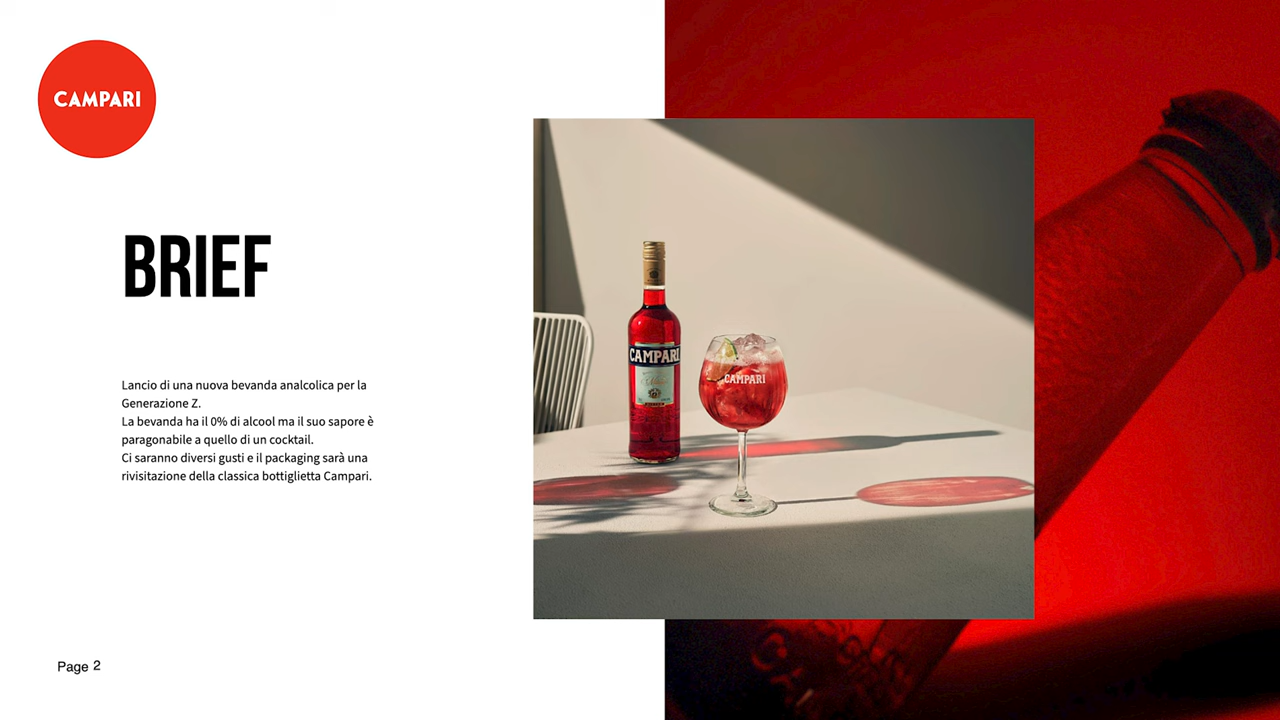 CAMPARI
BRIEF
Lancio di una nuova bevanda analcolica per la
Generazione Z.
La bevanda ha il 0% di alcool ma il suo sapore è
paragonabile a quello di un cocktail.
Ci saranno diversi gusti e il packaging sarà una
rivisitazione della classica bottiglietta Campari.
CAMPARI
CAMPARI
Page 2